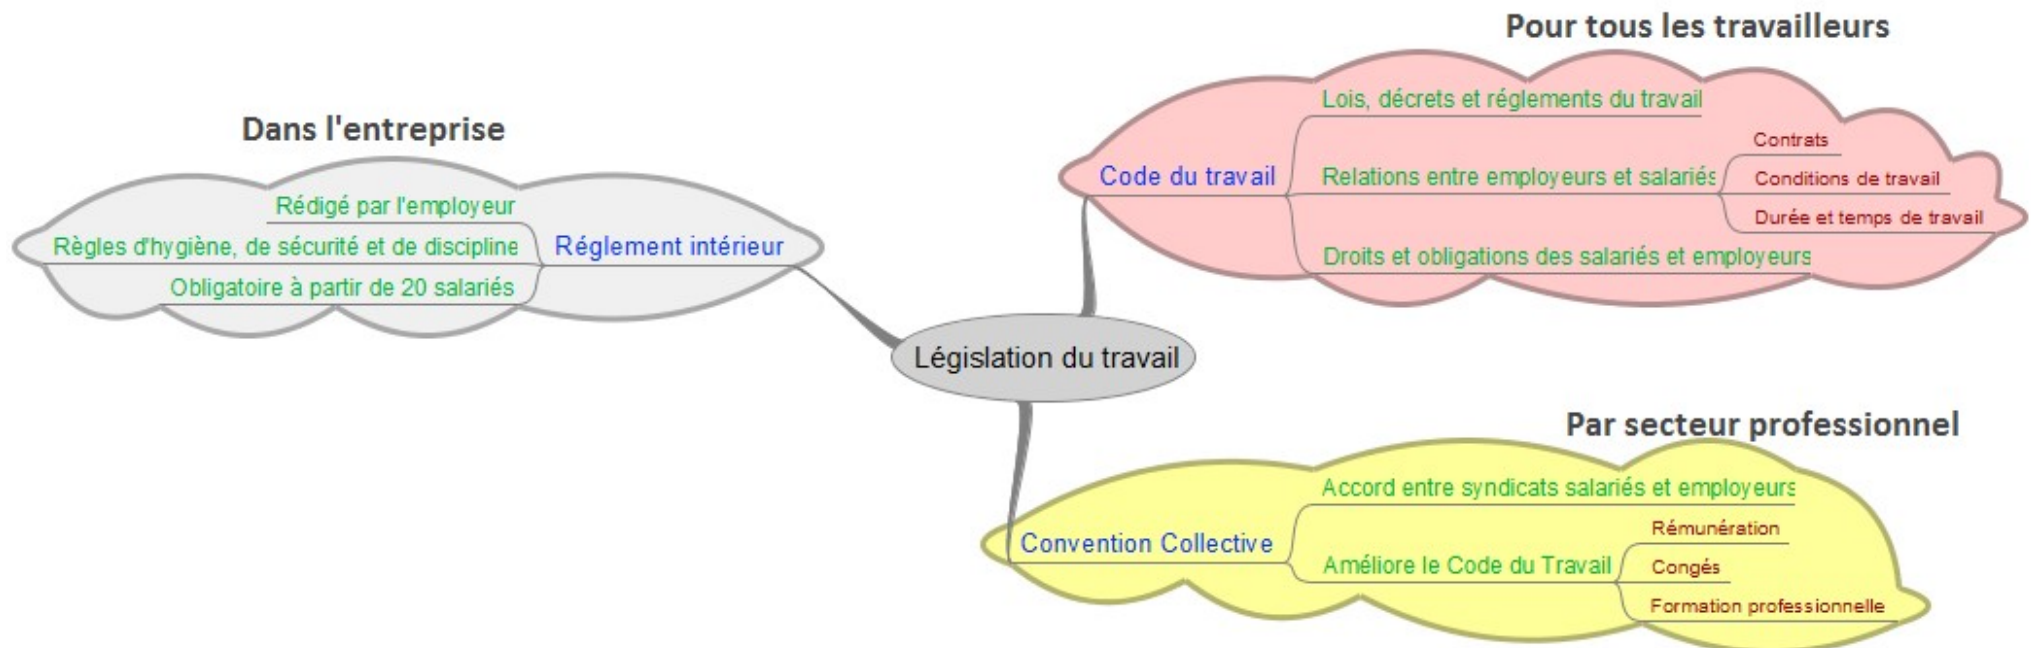 Pour tous les travailleurs
Lois, décrets et réglements du travail
Contrats
Code du travail
Relations entre employeurs et salariés
Conditions de travail
Durée et temps de travail
Droits et obligations des salariés et employeurs
Dans l'entreprise
Rédigé par l'employeur
Règles d'hygiène, de sécurité et de discipline
Réglement intérieur
Obligatoire à partir de 20 salariés
Législation du travail
Par secteur professionnel
Accord entre syndicats salariés et employeurs
Rémunération
Convention Collective
Améliore le Code du Travail
Congés
Formation professionnelle